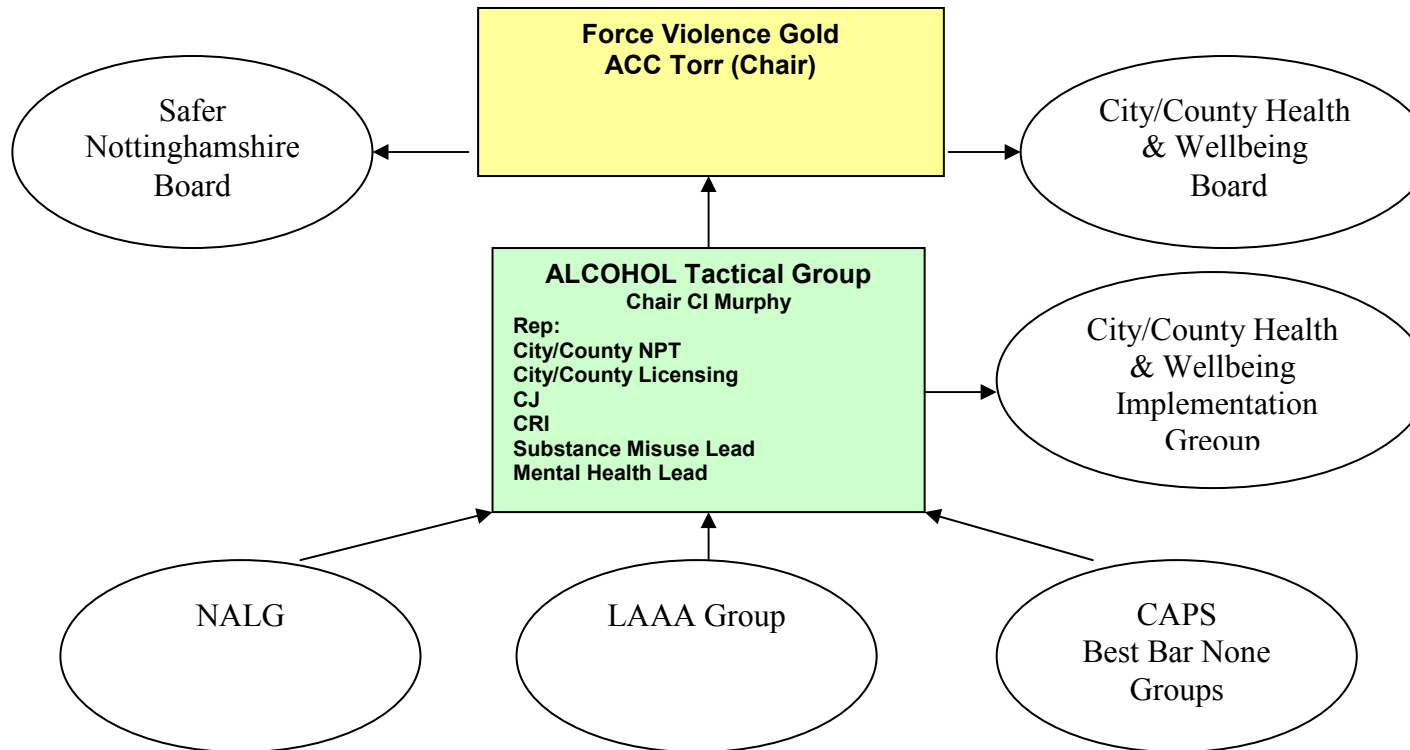 Force Violence Gold
ACC Torr (Chair)
Safer
Nottinghamshire
Board
City/County Health
& Wellbeing
Board
ALCOHOL Tactical Group
Chair CI Murphy
Rep:
City/County NPT
City/County Licensing
CJ
CRI
Substance Misuse Lead
Mental Health Lead
City/County Health
& Wellbeing
Implementation
Greoup
NALG
LAAA Group
CAPS
Best Bar None
Groups